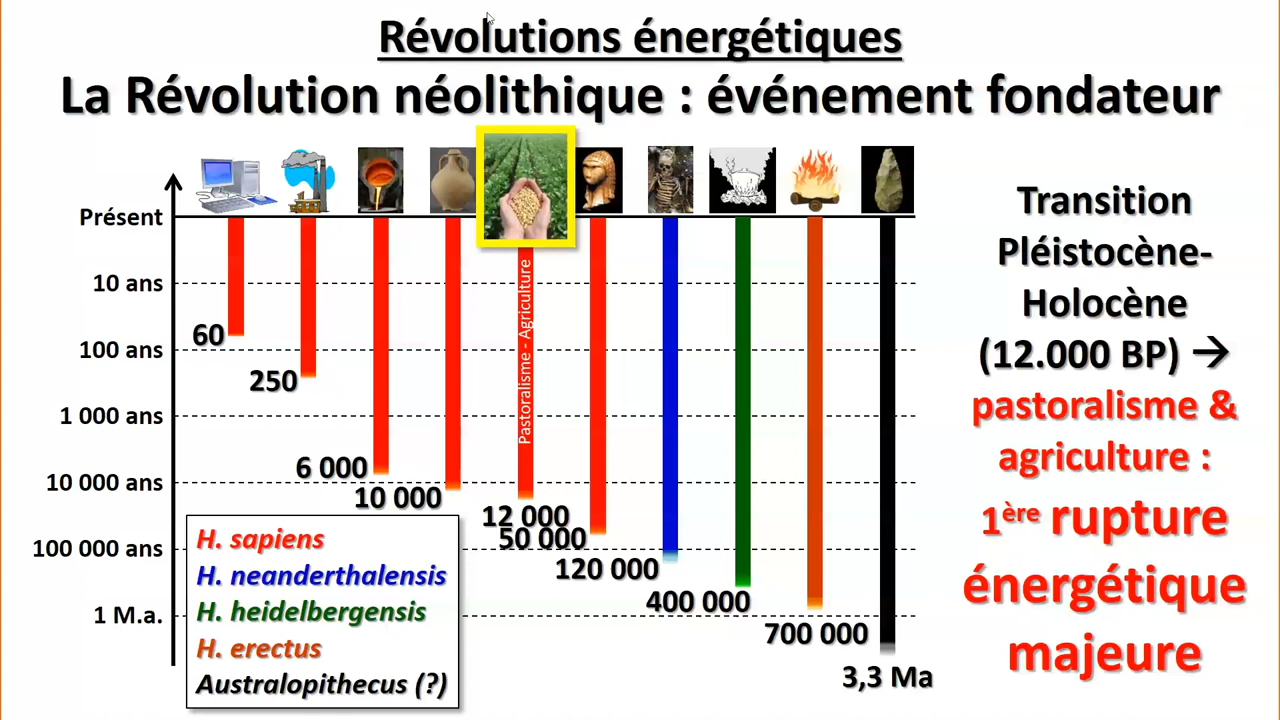 Révolutions énergétiques
La Révolution néolithique : événement fondateur
Présent
10 ans
100 ans
1 000 ans
10 000 ans
100 000 ans
1 M.a.
60
250
6 000
10 000
Pastoralisme - Agriculture
12 000
50 000
120 000
400 000
700 000
3,3 Ma
H. sapiens
H. neanderthalensis
H. heidelbergensis
H. erectus
Australopithecus (?)
Transition
Pléistocène-
Holocène
(12.000 BP) →
pastoralisme &
agriculture :
1ère rupture
énergétique
majeure